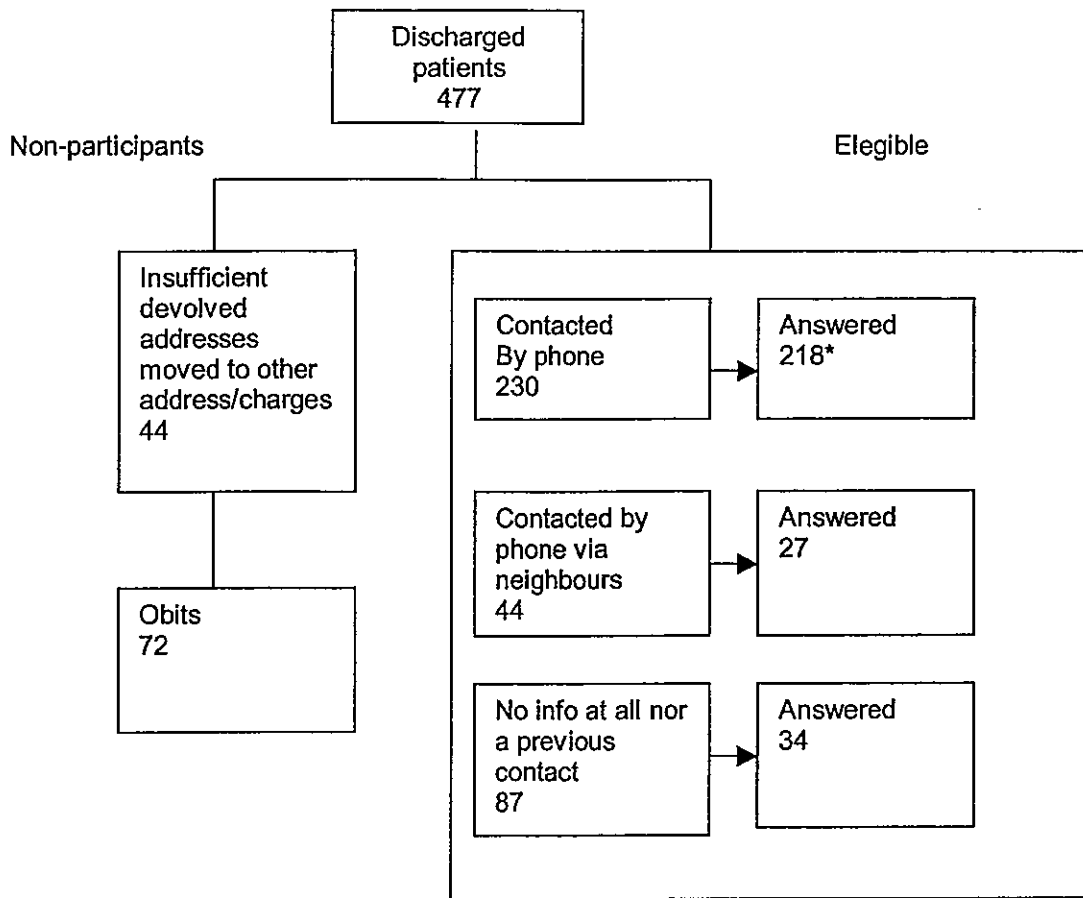 Discharged
patients
477
Non-participants
Elegible
Insufficient
devolved
addresses
moved to other
address/charges
44
Obits
72
Contacted
By phone
230
Answered
218*
Contacted by
phone via
neighbours
44
Answered
27
No info at all nor
a previous
contact
87
Answered
34